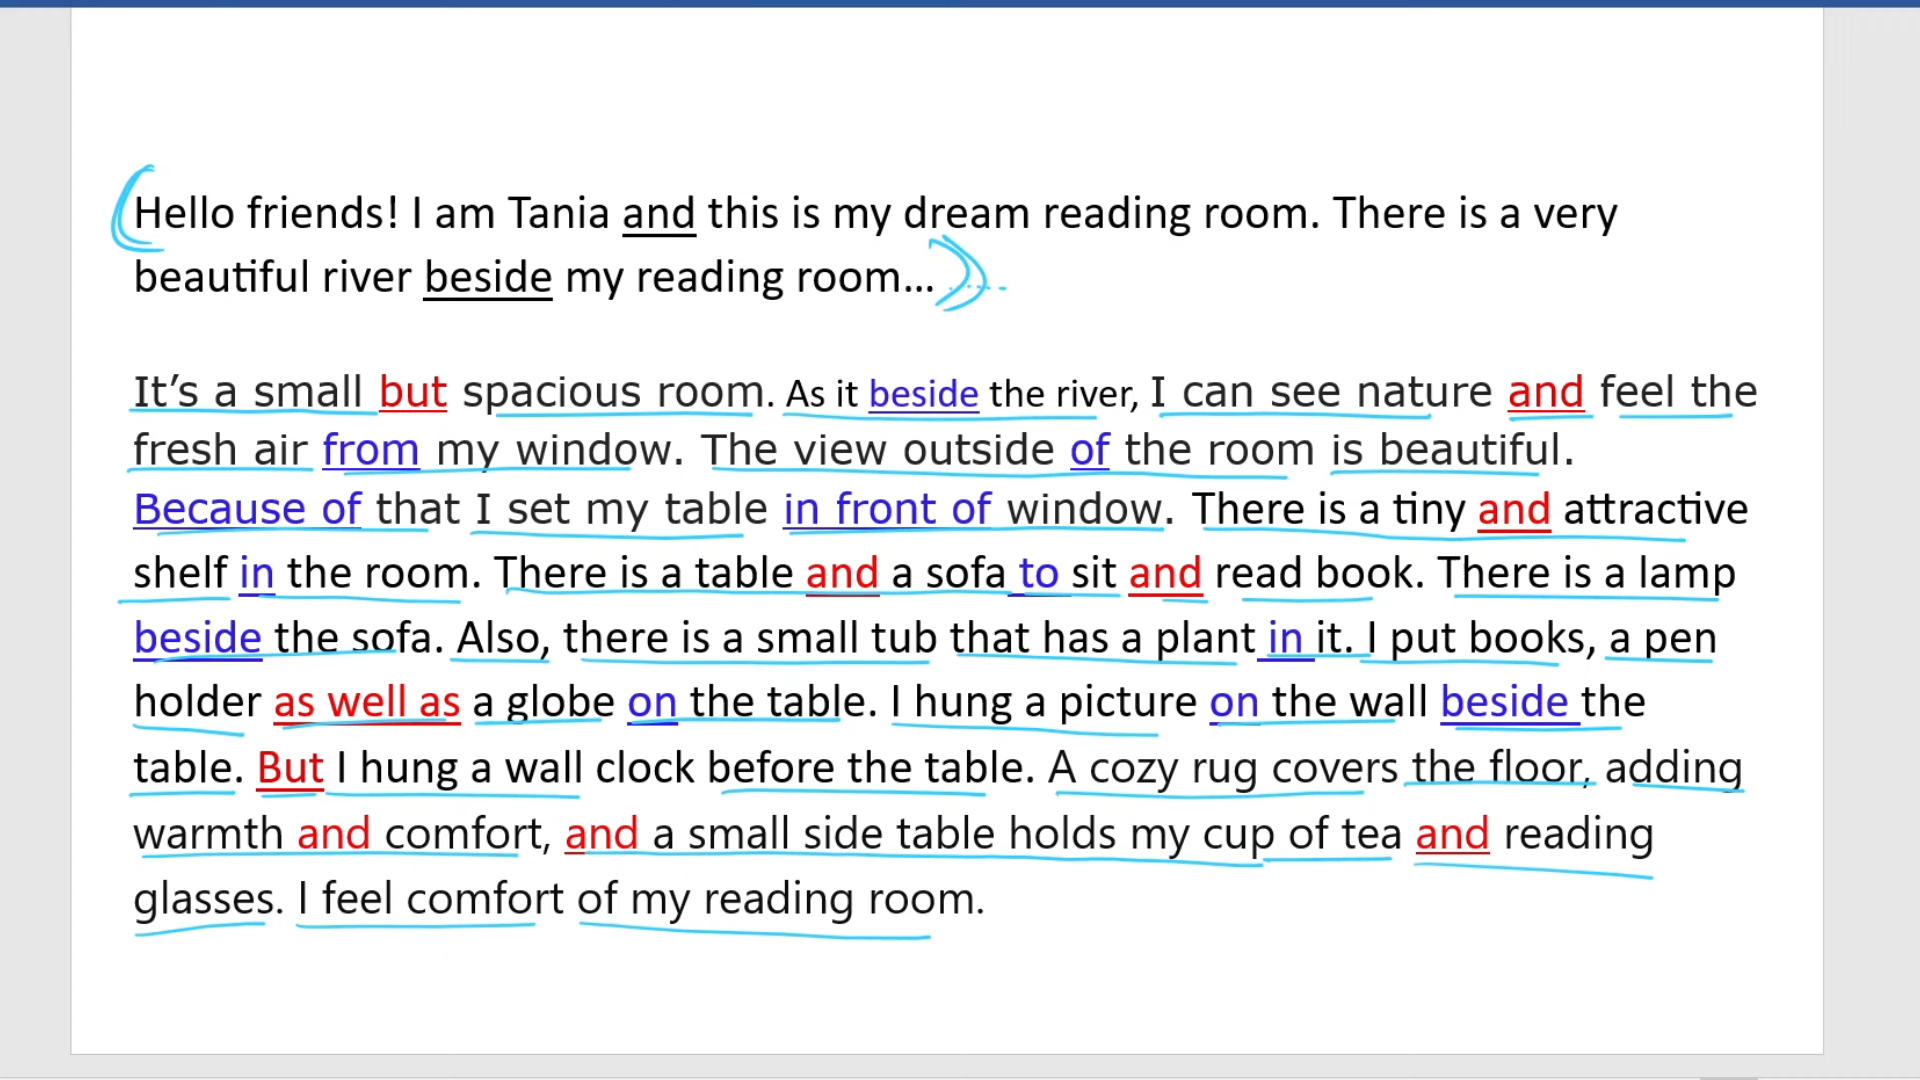 Hello friends! I am Tania and this is my dream reading room. There is a very
beautiful river beside my reading room...
It's a small but spacious room. As it beside the river, I can see nature and feel the
fresh air from my window. The view outside of the room is beautiful.
Because of that I set my table in front of window. There is a tiny and attractive
shelf in the room. There is a table and a sofa to sit and read book. There is a lamp
beside the sofa. Also, there is a small tub that has a plant in it. I put books, a pen
holder as well as a globe on the table. I hung a picture on the wall beside the
table. But I hung a wall clock before the table. A cozy rug covers the floor, adding
warmth and comfort, and a small side table holds my cup of tea and reading
glasses. I feel comfort of my reading room.